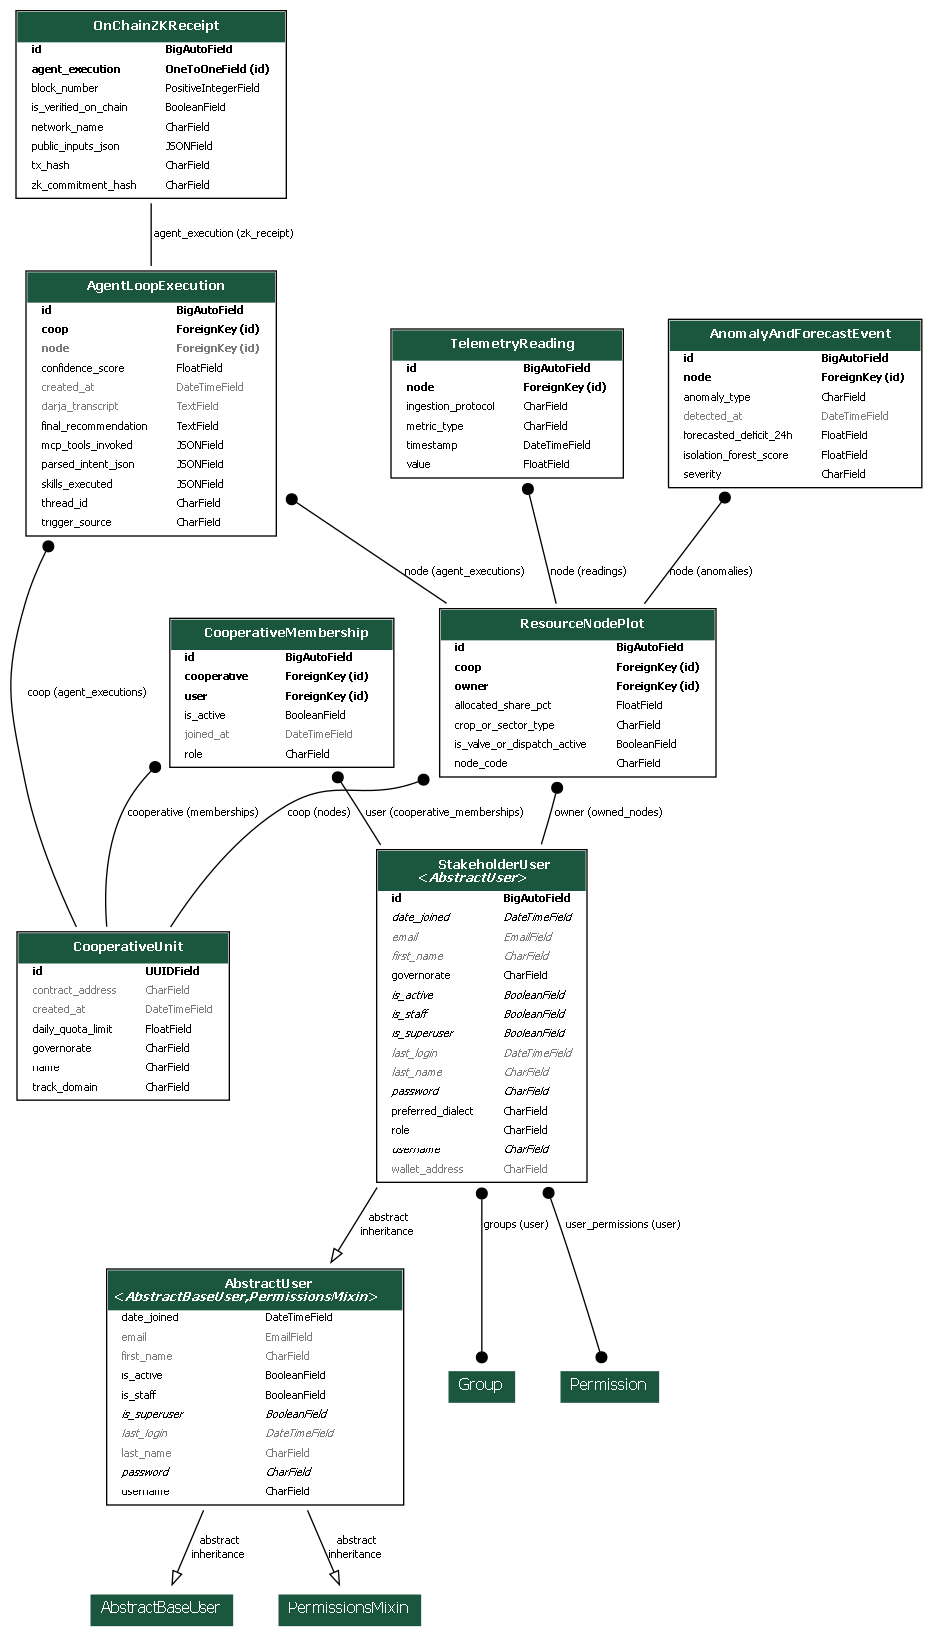 OnChainZKReceipt
id BigAutoField
agent_execution OneToOneField (id)
block_number PositiveIntegerField
is_verified_on_chain BooleanField
network_name CharField
public_inputs_json JSONField
tx_hash CharField
zk_commitment_hash CharField
agent_execution (zk_receipt)
AgentLoopExecution
id BigAutoField
coop ForeignKey (id)
node ForeignKey (id)
confidence_score FloatField
created_at DateTimeField
darja_transcript TextField
final_recommendation TextField
mcp_tools_invoked JSONField
parsed_intent_json JSONField
skills_executed JSONField
thread_id CharField
trigger_source CharField
TelemetryReading
id BigAutoField
node ForeignKey (id)
ingestion_protocol CharField
metric_type CharField
timestamp DateTimeField
value FloatField
AnomalyAndForecastEvent
id BigAutoField
node ForeignKey (id)
anomaly_type CharField
detected_at DateTimeField
forecasted_deficit_24h FloatField
isolation_forest_score FloatField
severity CharField
node (agent_executions)
node (readings)
node (anomalies)
coop (agent_executions)
CooperativeMembership
id BigAutoField
cooperative ForeignKey (id)
user ForeignKey (id)
is_active BooleanField
joined_at DateTimeField
role CharField
ResourceNodePlot
id BigAutoField
coop ForeignKey (id)
owner ForeignKey (id)
allocated_share_pct FloatField
crop_or_sector_type CharField
is_valve_or_dispatch_active BooleanField
node_code CharField
cooperative (memberships)
coop (nodes)
user (cooperative_memberships)
owner (owned_nodes)
CooperativeUnit
id UUIDField
contract_address CharField
created_at DateTimeField
daily_quota_limit FloatField
governorate CharField
name CharField
track_domain CharField
StakeholderUser
<AbstractUser>
id BigAutoField
date_joined DateTimeField
email EmailField
first_name CharField
governorate CharField
is_active BooleanField
is_staff BooleanField
is_superuser BooleanField
last_login DateTimeField
last_name CharField
password CharField
preferred_dialect CharField
role CharField
username CharField
wallet_address CharField
abstract
inheritance
groups (user)
user_permissions (user)
AbstractUser
<AbstractBaseUser,PermissionsMixin>
date_joined DateTimeField
email EmailField
first_name CharField
is_active BooleanField
is_staff BooleanField
is_superuser BooleanField
last_login DateTimeField
last_name CharField
password CharField
username CharField
Group
Permission
abstract
inheritance
abstract
inheritance
AbstractBaseUser
PermissionsMixin